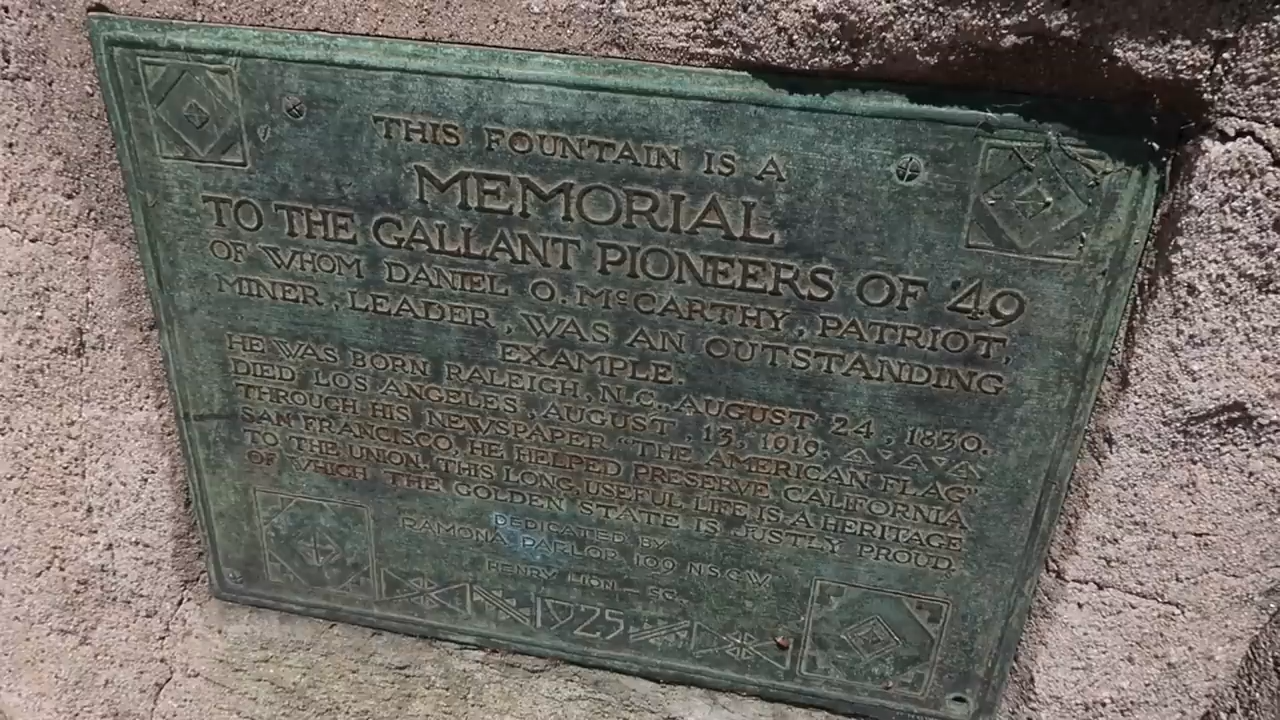 THIS FOUNTAIN IS A
MEMORIAL
TO THE GALLANT PIONEERS OF '49
OF WHOM DANIEL O. McCARTHY, PATRIOT,
MINER, LEADER, WAS AN OUTSTANDING
EXAMPLE.
HE WAS BORN RALEIGH, N.C., AUGUST 24, 1830.
DIED LOS ANGELES, AUGUST, 13, 1919.
THROUGH HIS NEWSPAPER "THE AMERICAN FLAG"
SAN FRANCISCO, HE HELPED PRESERVE CALIFORNIA
TO THE UNION. THIS LONG, USEFUL LIFE IS A HERITAGE
OF WHICH THE GOLDEN STATE IS JUSTLY PROUD.
DEDICATED BY
RAMONA PARLOR 109 N.S.G.W.
HENRY LION – SC.
1925